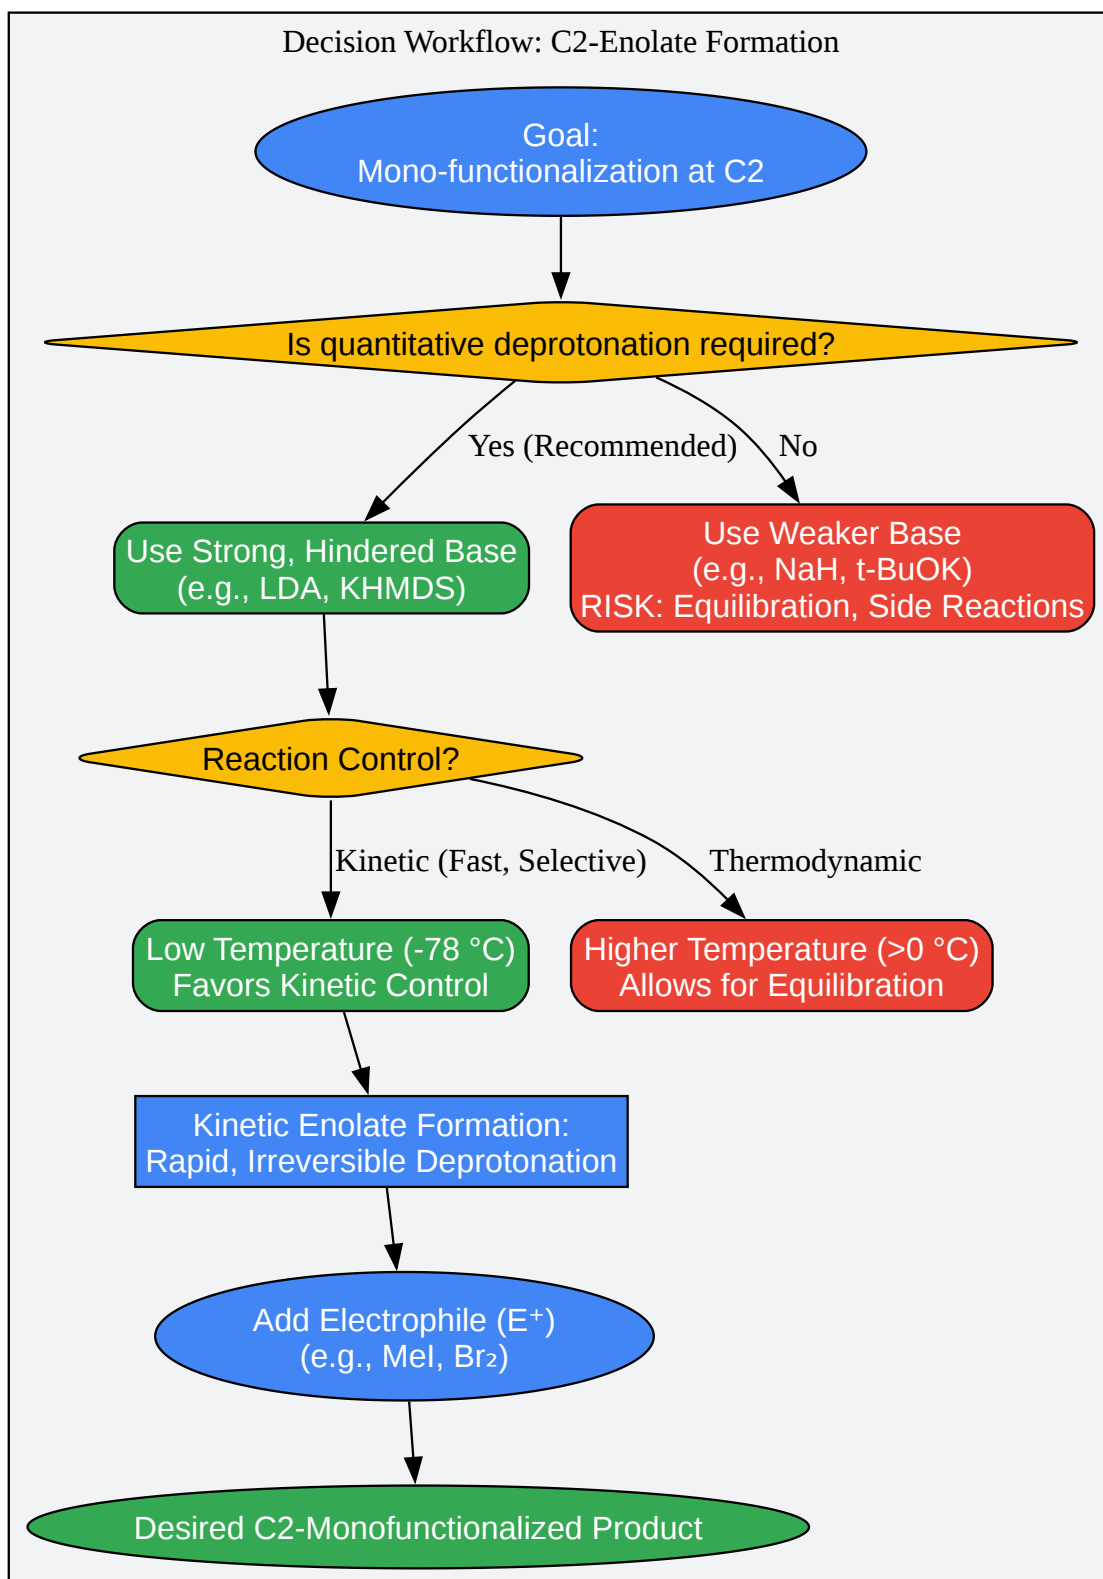 Decision Workflow: C2-Enolate Formation
Goal:
Mono-functionalization at C2
Is quantitative deprotonation required?
Yes (Recommended)
No
Use Strong, Hindered Base
(e.g., LDA, KHMDS)
Use Weaker Base
(e.g., NaH, t-BuOK)
RISK: Equilibration, Side Reactions
Reaction Control?
Kinetic (Fast, Selective)
Thermodynamic
Low Temperature (-78 °C)
Favors Kinetic Control
Higher Temperature (>0 °C)
Allows for Equilibration
Kinetic Enolate Formation:
Rapid, Irreversible Deprotonation
Add Electrophile (E⁺)
(e.g., MeI, Br₂)
Desired C2-Monofunctionalized Product